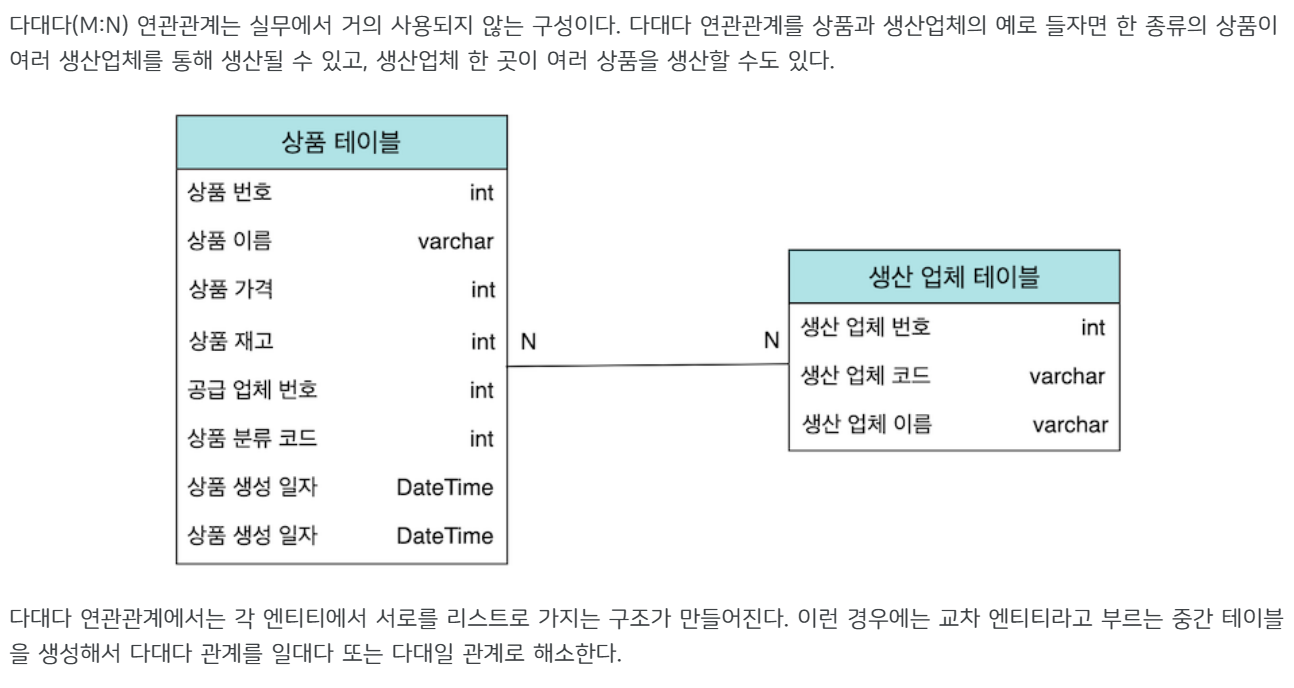 다대다(M:N) 연관관계는 실무에서 거의 사용되지 않는 구성이다. 다대다 연관관계를 상품과 생산업체의 예로 들자면 한 종류의 상품이
여러 생산업체를 통해 생산될 수 있고, 생산업체 한 곳이 여러 상품을 생산할 수도 있다.
상품 테이블
상품 번호 int
상품 이름 varchar
상품 가격 int
상품 재고 int
공급 업체 번호 int
상품 분류 코드 int
상품 생성 일자 DateTime
상품 생성 일자 DateTime
N
N
생산 업체 테이블
생산 업체 번호 int
생산 업체 코드 varchar
생산 업체 이름 varchar
다대다 연관관계에서는 각 엔티티에서 서로를 리스트로 가지는 구조가 만들어진다. 이런 경우에는 교차 엔티티라고 부르는 중간 테이블
을 생성해서 다대다 관계를 일대다 또는 다대일 관계로 해소한다.